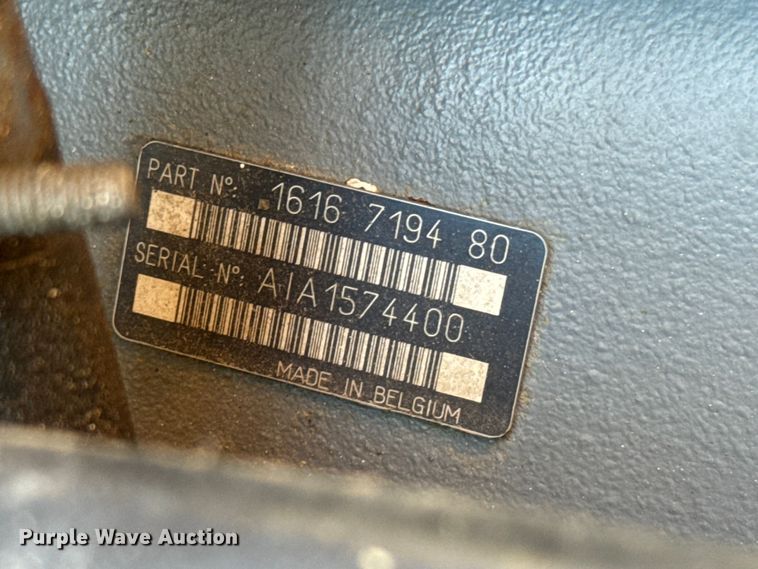 PART Nº: 1616 7194 80
SERIAL Nº: AIA1574400
MADE IN BELGIUM
Purple Wave Auction